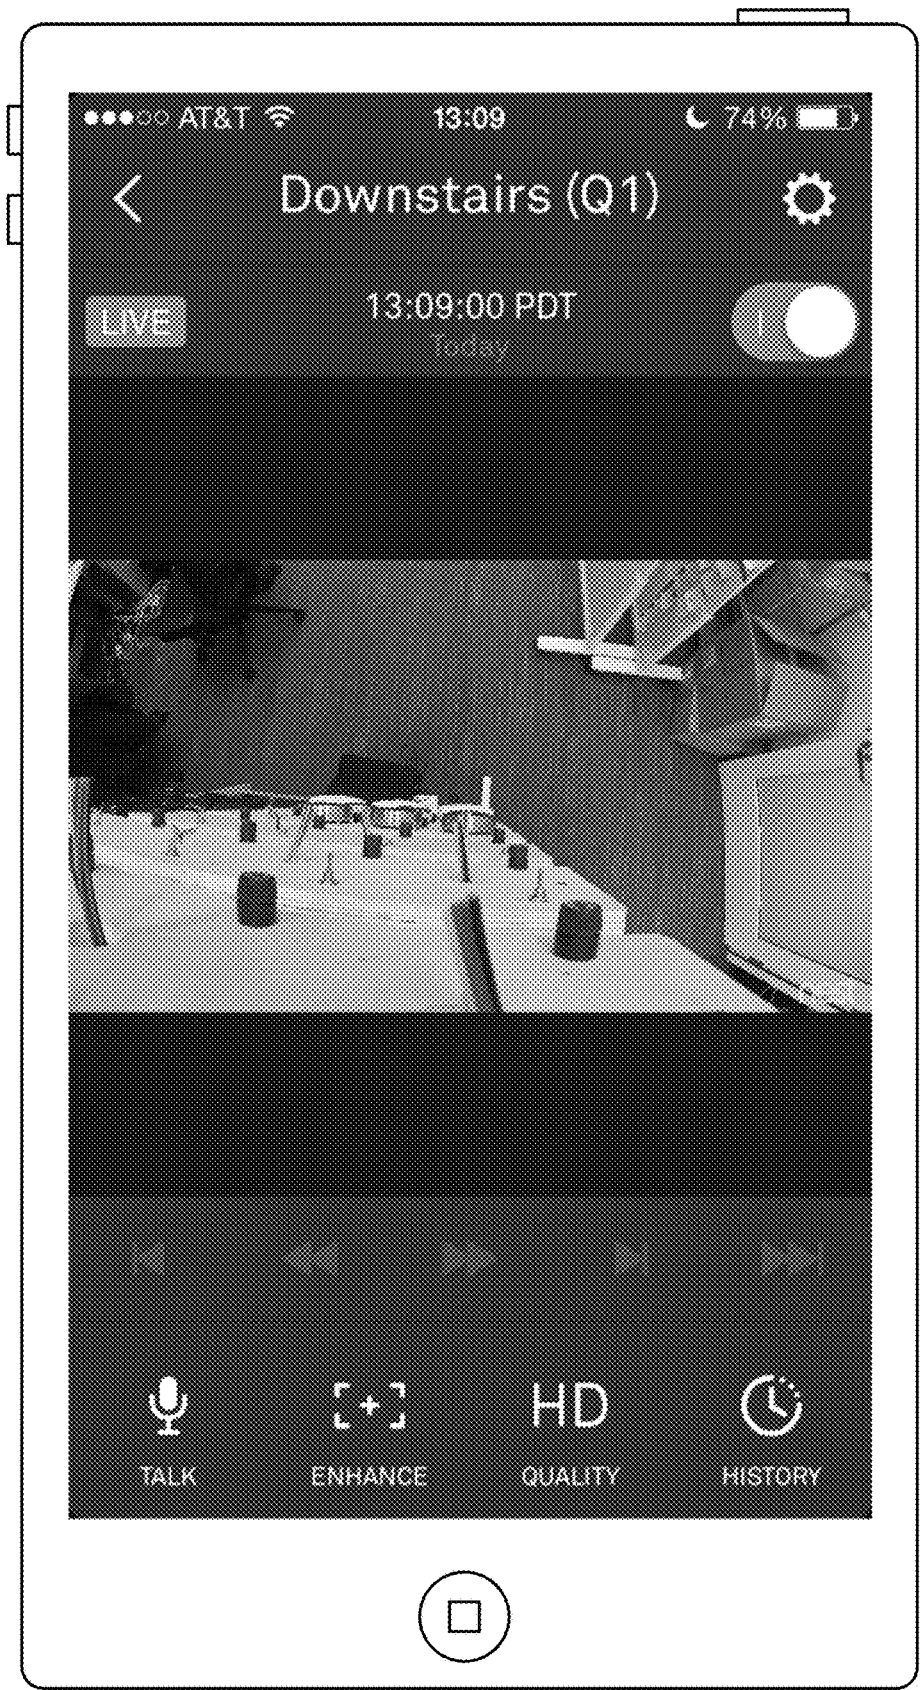 AT&T 13:09 74%
Downstairs (Q1)
LIVE 13:09:00 PDT
Today
TALK ENHANCE HD QUALITY HISTORY